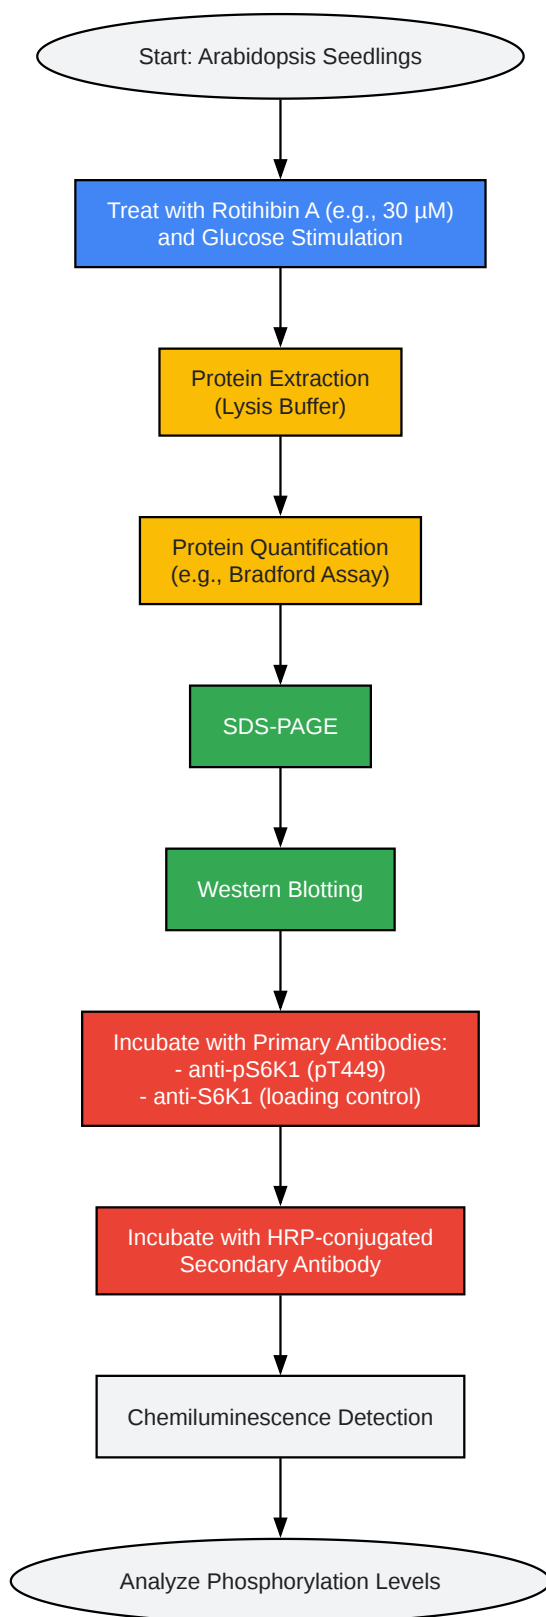 Start: Arabidopsis Seedlings
Treat with Rotihibin A (e.g., 30 µM)
and Glucose Stimulation
Protein Extraction
(Lysis Buffer)
Protein Quantification
(e.g., Bradford Assay)
SDS-PAGE
Western Blotting
Incubate with Primary Antibodies:
- anti-pS6K1 (pT449)
- anti-S6K1 (loading control)
Incubate with HRP-conjugated
Secondary Antibody
Chemiluminescence Detection
Analyze Phosphorylation Levels